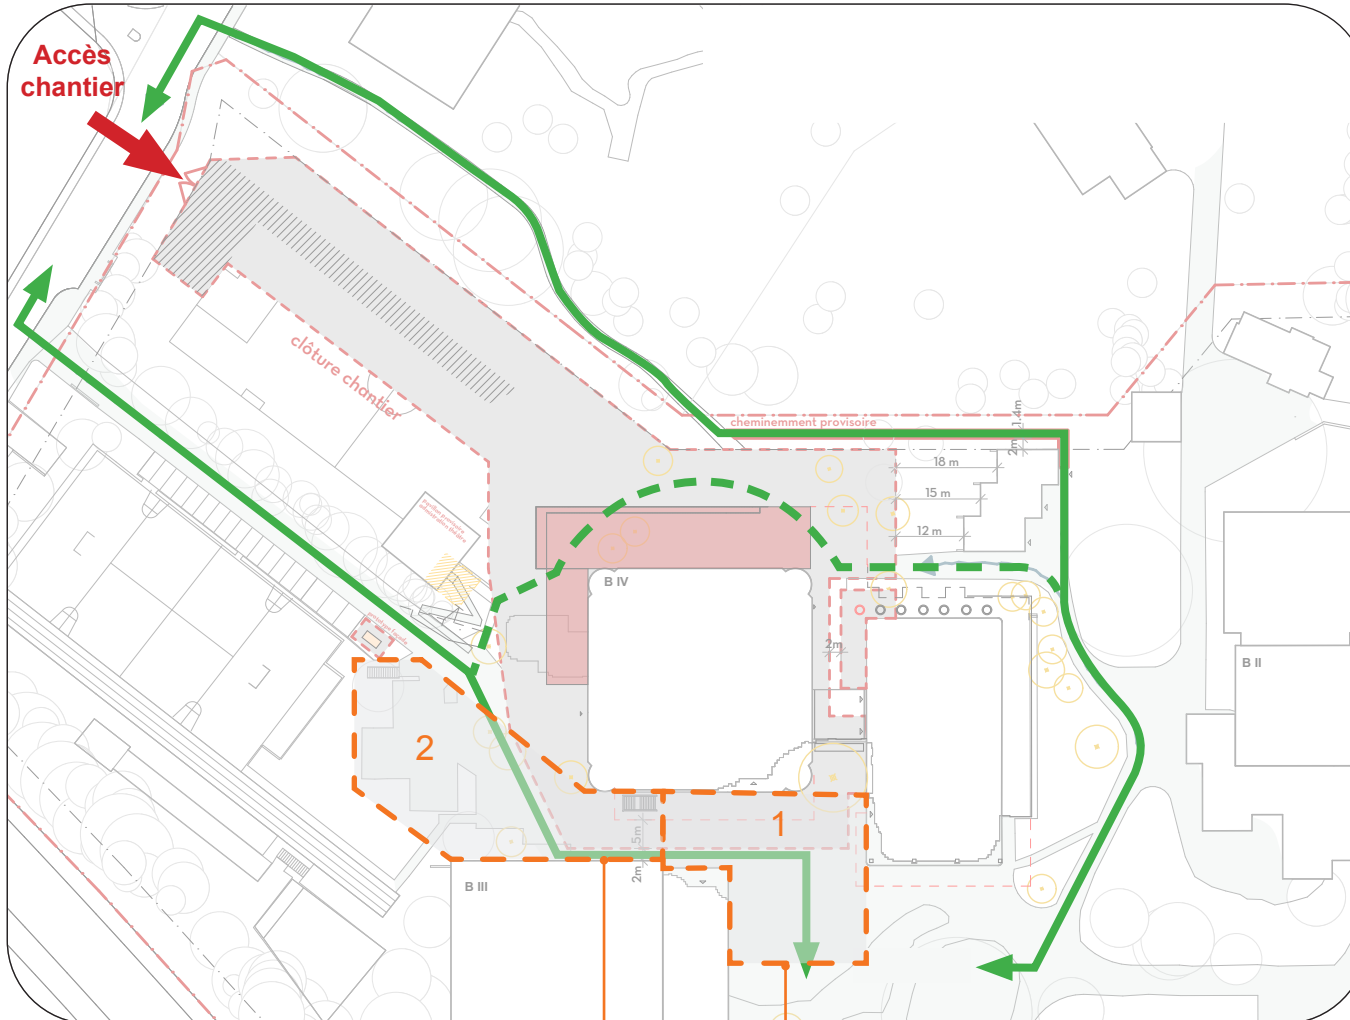 Accès
chantier
clôture chantier
cheminemment provisoire
1.4m
2m
18 m
15 m
12 m
B IV
B II
2m
2
1
.5m
2m
B III